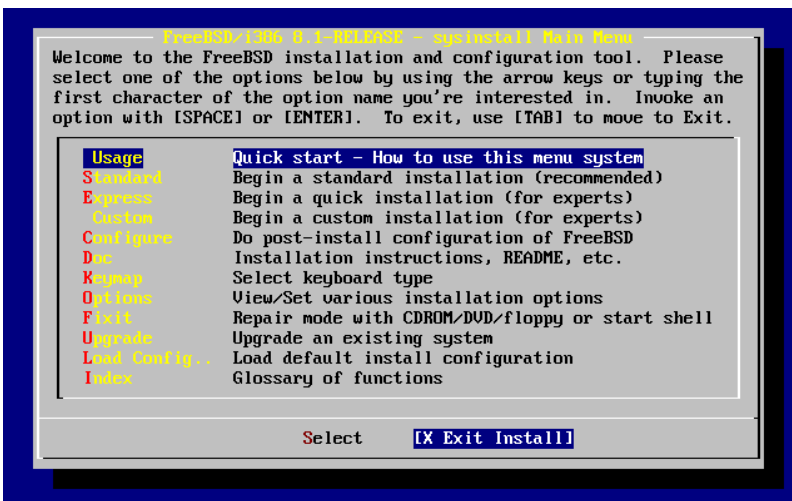 FreeBSD/i386 8.1-RELEASE - sysinstall Main Menu
Welcome to the FreeBSD installation and configuration tool.  Please
select one of the options below by using the arrow keys or typing the
first character of the option name you're interested in.  Invoke an
option with [SPACE] or [ENTER].  To exit, use [TAB] to move to Exit.
Usage Quick start - How to use this menu system
Standard Begin a standard installation (recommended)
Express Begin a quick installation (for experts)
Custom Begin a custom installation (for experts)
Configure Do post-install configuration of FreeBSD
Doc Installation instructions, README, etc.
Keymap Select keyboard type
Options View/Set various installation options
Fixit Repair mode with CDROM/DVD/floppy or start shell
Upgrade Upgrade an existing system
Load Config.. Load default install configuration
Index Glossary of functions
Select [X Exit Install]